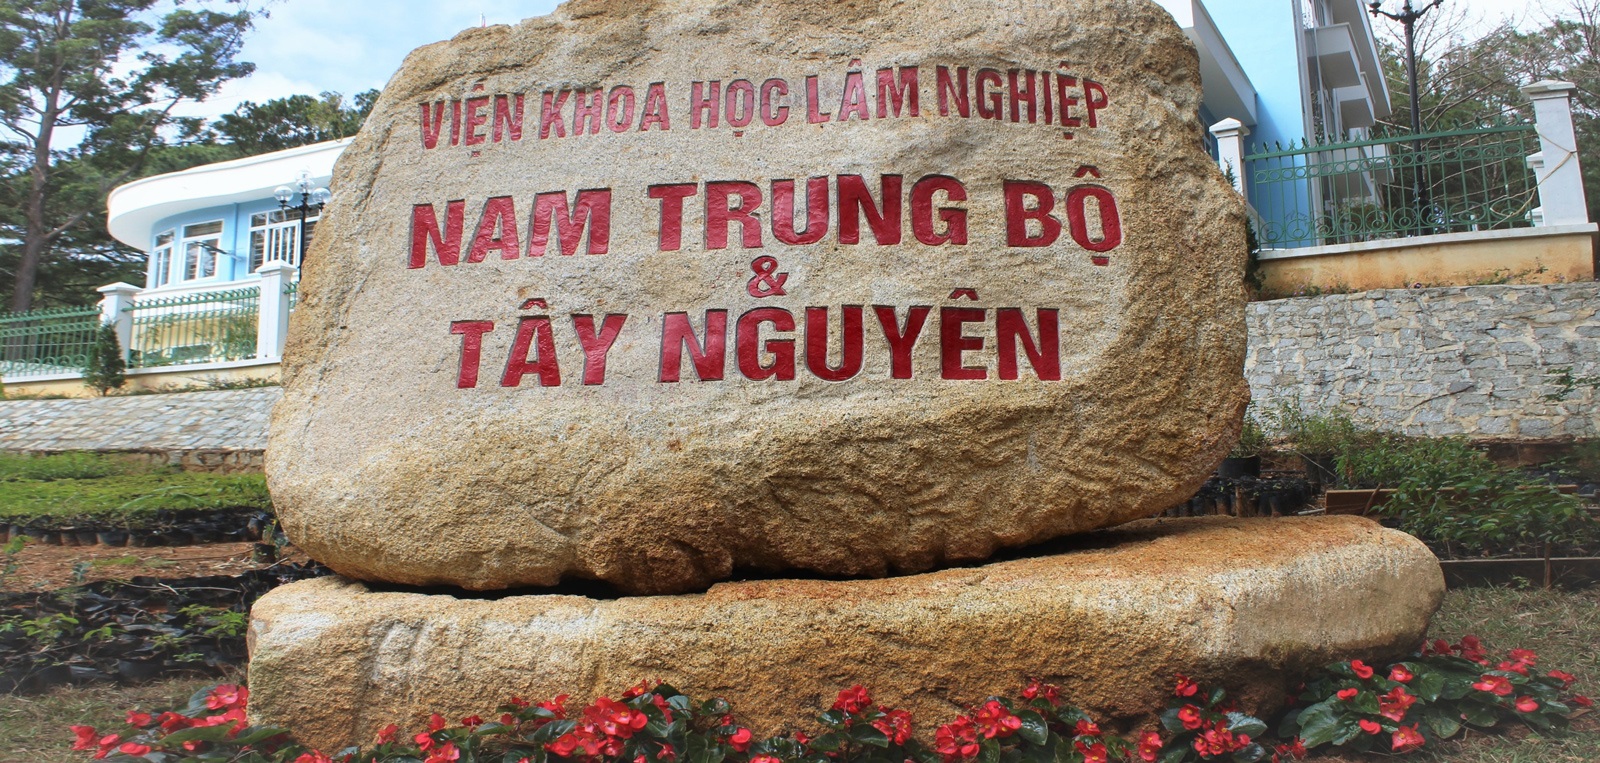 VIỆN KHOA HỌC LÂM NGHIỆP
NAM TRUNG BỘ
&
TÂY NGUYÊN